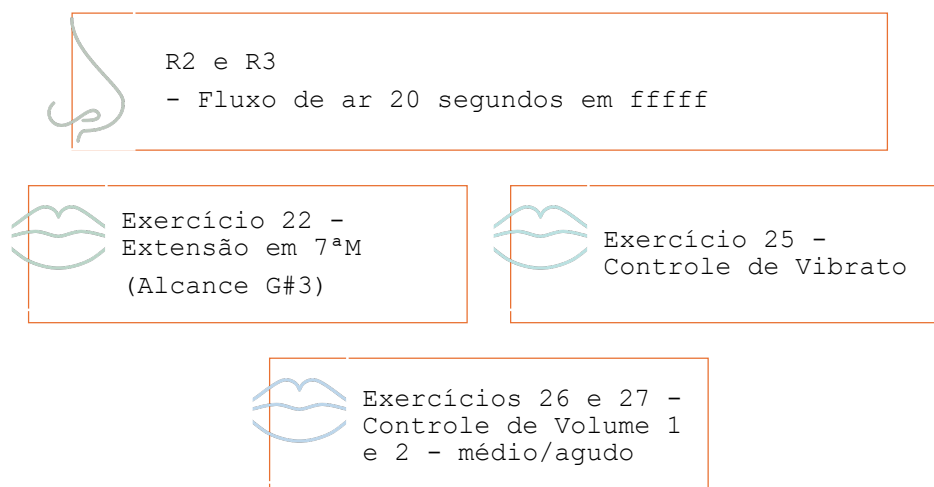 R2 e R3
- Fluxo de ar 20 segundos em fffff
Exercício 22 -
Extensão em 7ªM
(Alcance G#3)
Exercício 25 -
Controle de Vibrato
Exercícios 26 e 27 -
Controle de Volume 1
e 2 - médio/agudo